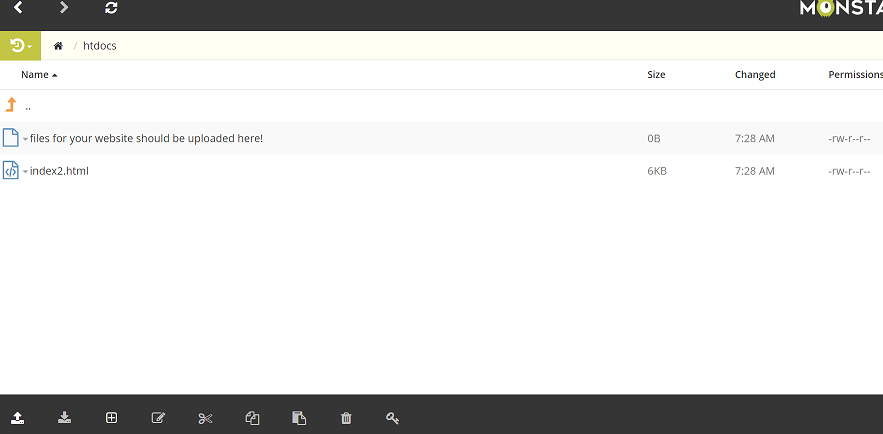 MONSTA
htdocs
Name Size Changed Permissions
..
files for your website should be uploaded here! 0B 7:28 AM -rw-r--r--
index2.html 6KB 7:28 AM -rw-r--r--